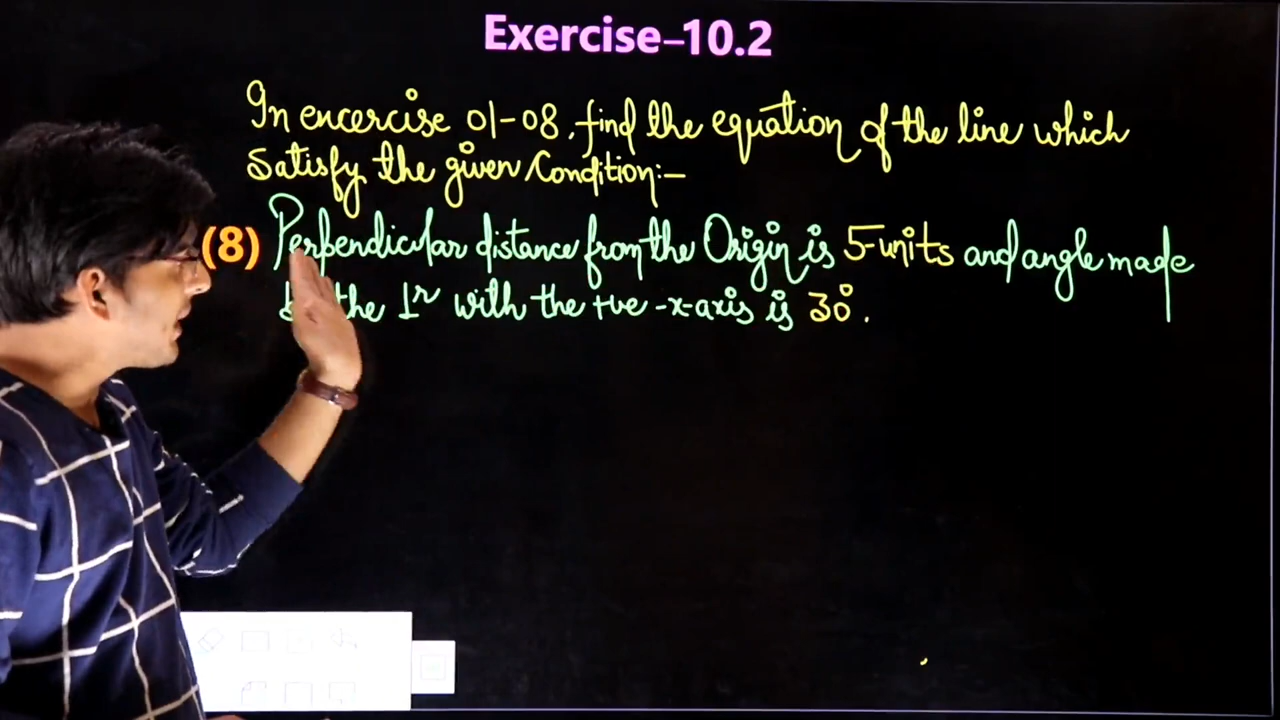 Exercise-10.2
In encercise 01-08, find the equation of the line which
Satisfy the given Condition:-
(8) Perpendicular distance from the Origin is 5-units and angle made
the ⊥ʳ with the +ve -x-axis is 30°.